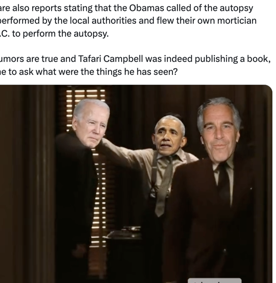 are also reports stating that the Obamas called of the autopsy
performed by the local authorities and flew their own mortician
.C. to perform the autopsy.
umors are true and Tafari Campbell was indeed publishing a book,
e to ask what were the things he has seen?